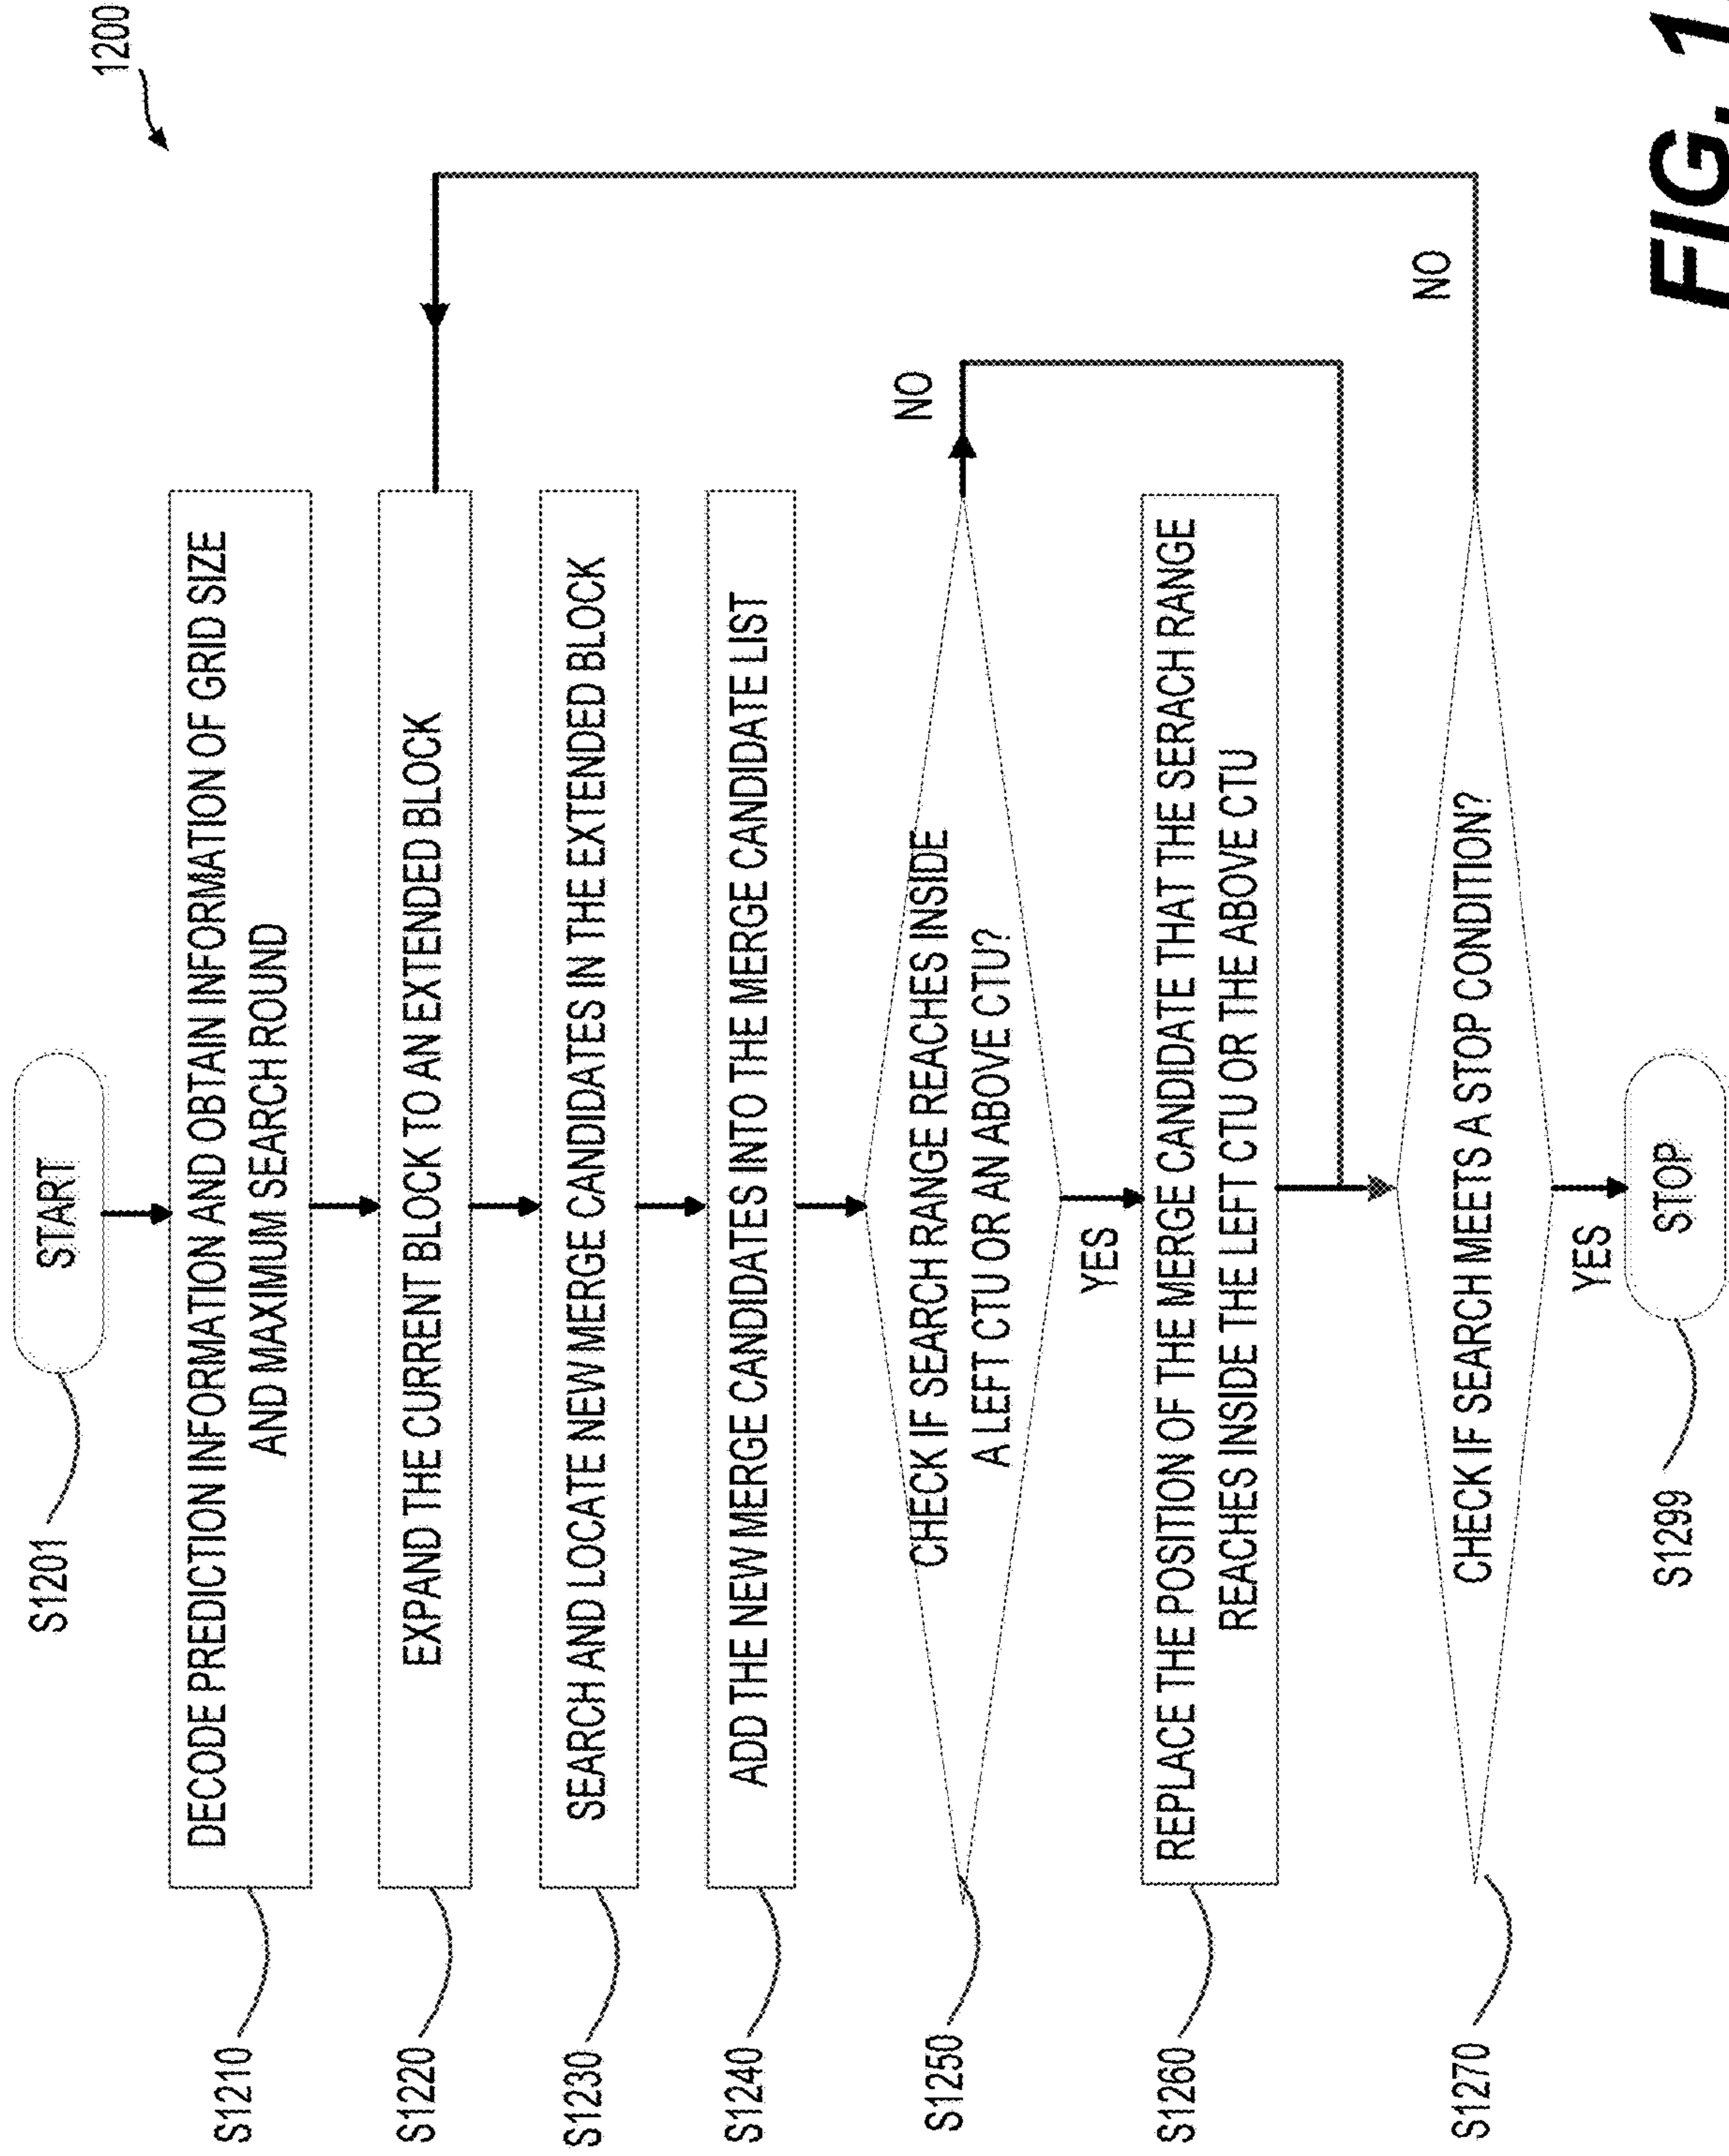 1200
START
S1201
DECODE PREDICTION INFORMATION AND OBTAIN INFORMATION OF GRID SIZE
AND MAXIMUM SEARCH ROUND
S1210
EXPAND THE CURRENT BLOCK TO AN EXTENDED BLOCK
S1220
SEARCH AND LOCATE NEW MERGE CANDIDATES IN THE EXTENDED BLOCK
S1230
ADD THE NEW MERGE CANDIDATES INTO THE MERGE CANDIDATE LIST
S1240
CHECK IF SEARCH RANGE REACHES INSIDE
A LEFT CTU OR AN ABOVE CTU?
NO
S1250
YES
REPLACE THE POSITION OF THE MERGE CANDIDATE THAT THE SERACH RANGE
REACHES INSIDE THE LEFT CTU OR THE ABOVE CTU
S1260
CHECK IF SEARCH MEETS A STOP CONDITION?
NO
S1270
YES
STOP
S1299
FIG. 1